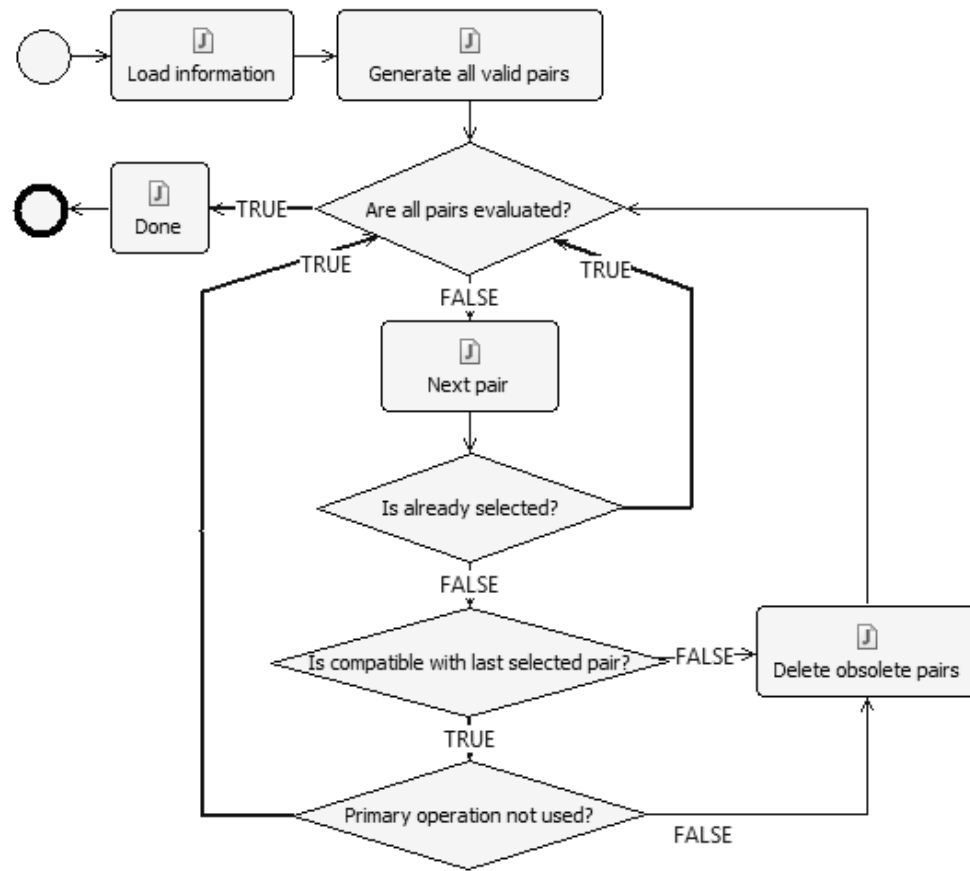 J
Load information
J
Generate all valid pairs
J
Done
TRUE
Are all pairs evaluated?
TRUE
TRUE
FALSE
J
Next pair
Is already selected?
FALSE
Is compatible with last selected pair?
FALSE
J
Delete obsolete pairs
TRUE
Primary operation not used?
FALSE